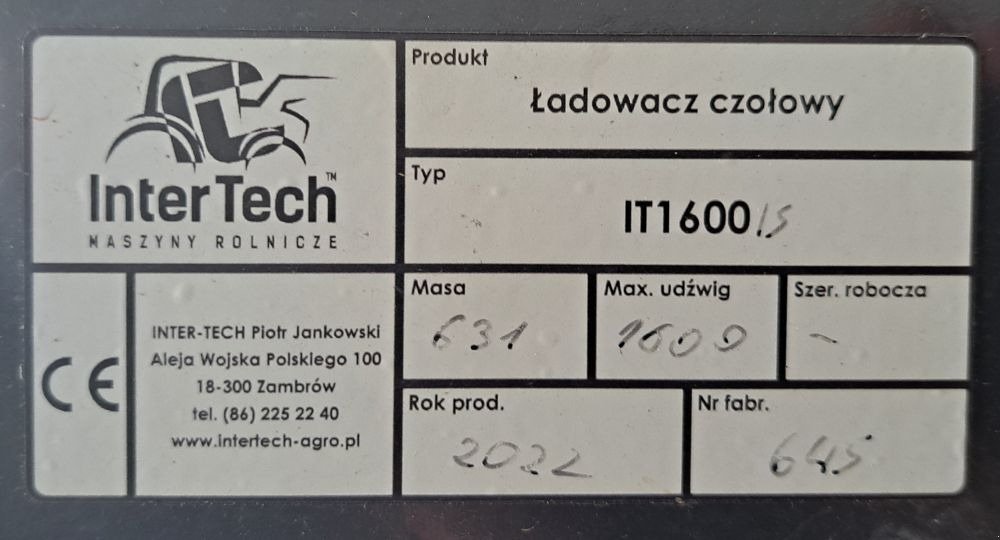 InterTech™
MASZYNY ROLNICZE
Produkt
Ładowacz czołowy
Typ
IT1600/S
CE
INTER-TECH Piotr Jankowski
Aleja Wojska Polskiego 100
18-300 Zambrów
tel. (86) 225 22 40
www.intertech-agro.pl
Masa
631
Max. udźwig
1600
Szer. robocza
-
Rok prod.
2022
Nr fabr.
645